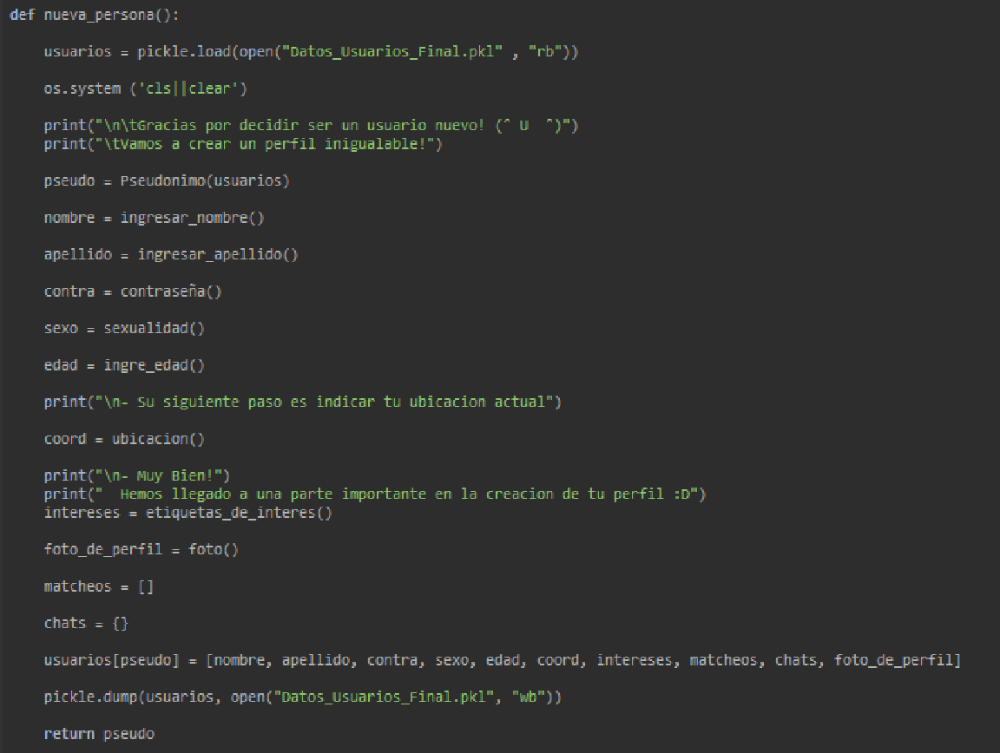 def nueva_persona():
usuarios = pickle.load(open("Datos_Usuarios_Final.pkl" , "rb"))
os.system ('cls||clear')
print("\n\tGracias por decidir ser un usuario nuevo! (^ U  ^)")
print("\tVamos a crear un perfil inigualable!")
pseudo = Pseudonimo(usuarios)
nombre = ingresar_nombre()
apellido = ingresar_apellido()
contra = contraseña()
sexo = sexualidad()
edad = ingre_edad()
print("\n- Su siguiente paso es indicar tu ubicacion actual")
coord = ubicacion()
print("\n- Muy Bien!")
print("  Hemos llegado a una parte importante en la creacion de tu perfil :D")
intereses = etiquetas_de_interes()
foto_de_perfil = foto()
matcheos = []
chats = {}
usuarios[pseudo] = [nombre, apellido, contra, sexo, edad, coord, intereses, matcheos, chats, foto_de_perfil]
pickle.dump(usuarios, open("Datos_Usuarios_Final.pkl", "wb"))
return pseudo